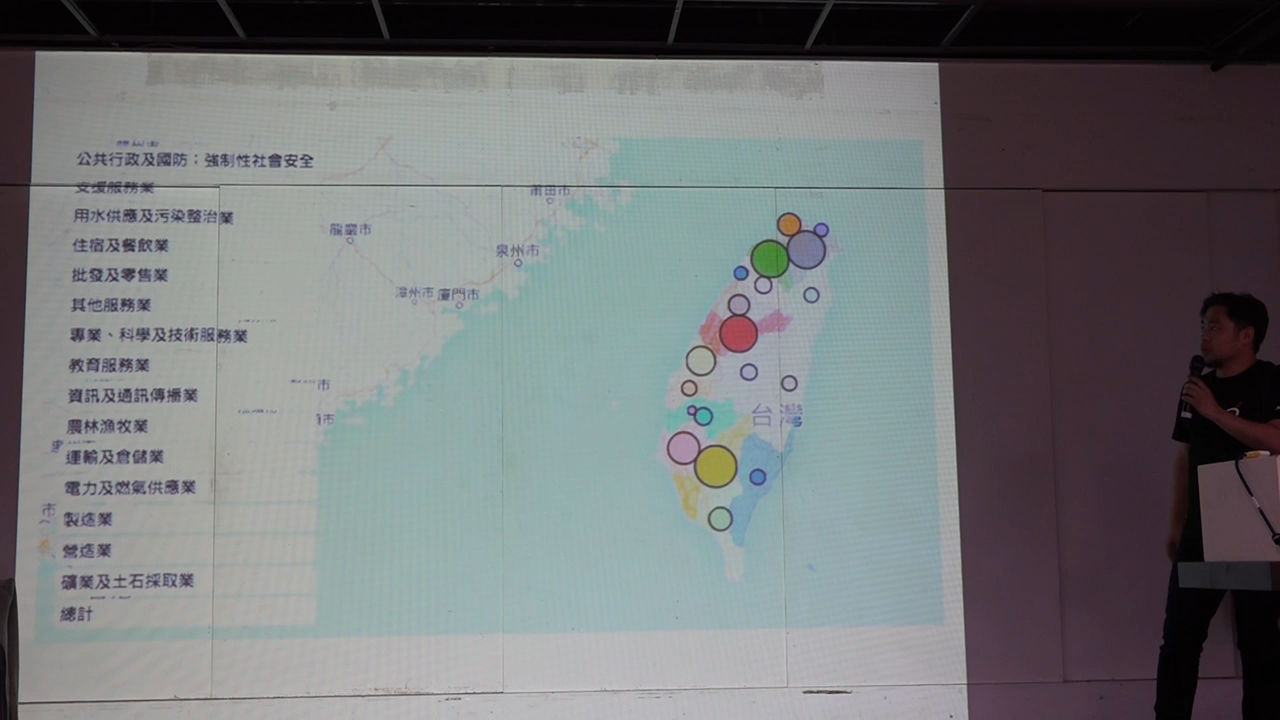 公共行政及國防；強制性社會安全
支援服務業
用水供應及污染整治業
住宿及餐飲業
批發及零售業
其他服務業
專業、科學及技術服務業
教育服務業
資訊及通訊傳播業
農林漁牧業
運輸及倉儲業
電力及燃氣供應業
製造業
營造業
礦業及土石採取業
總計
莆田市
龍巖市
泉州市
漳州市
廈門市
市
市
市
台灣